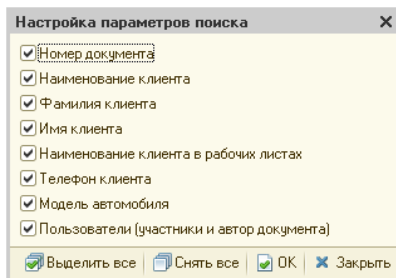 Настройка параметров поиска
Номер документа
Наименование клиента
Фамилия клиента
Имя клиента
Наименование клиента в рабочих листах
Телефон клиента
Модель автомобиля
Пользователи (участники и автор документа)
Выделить все Снять все OK Закрыть